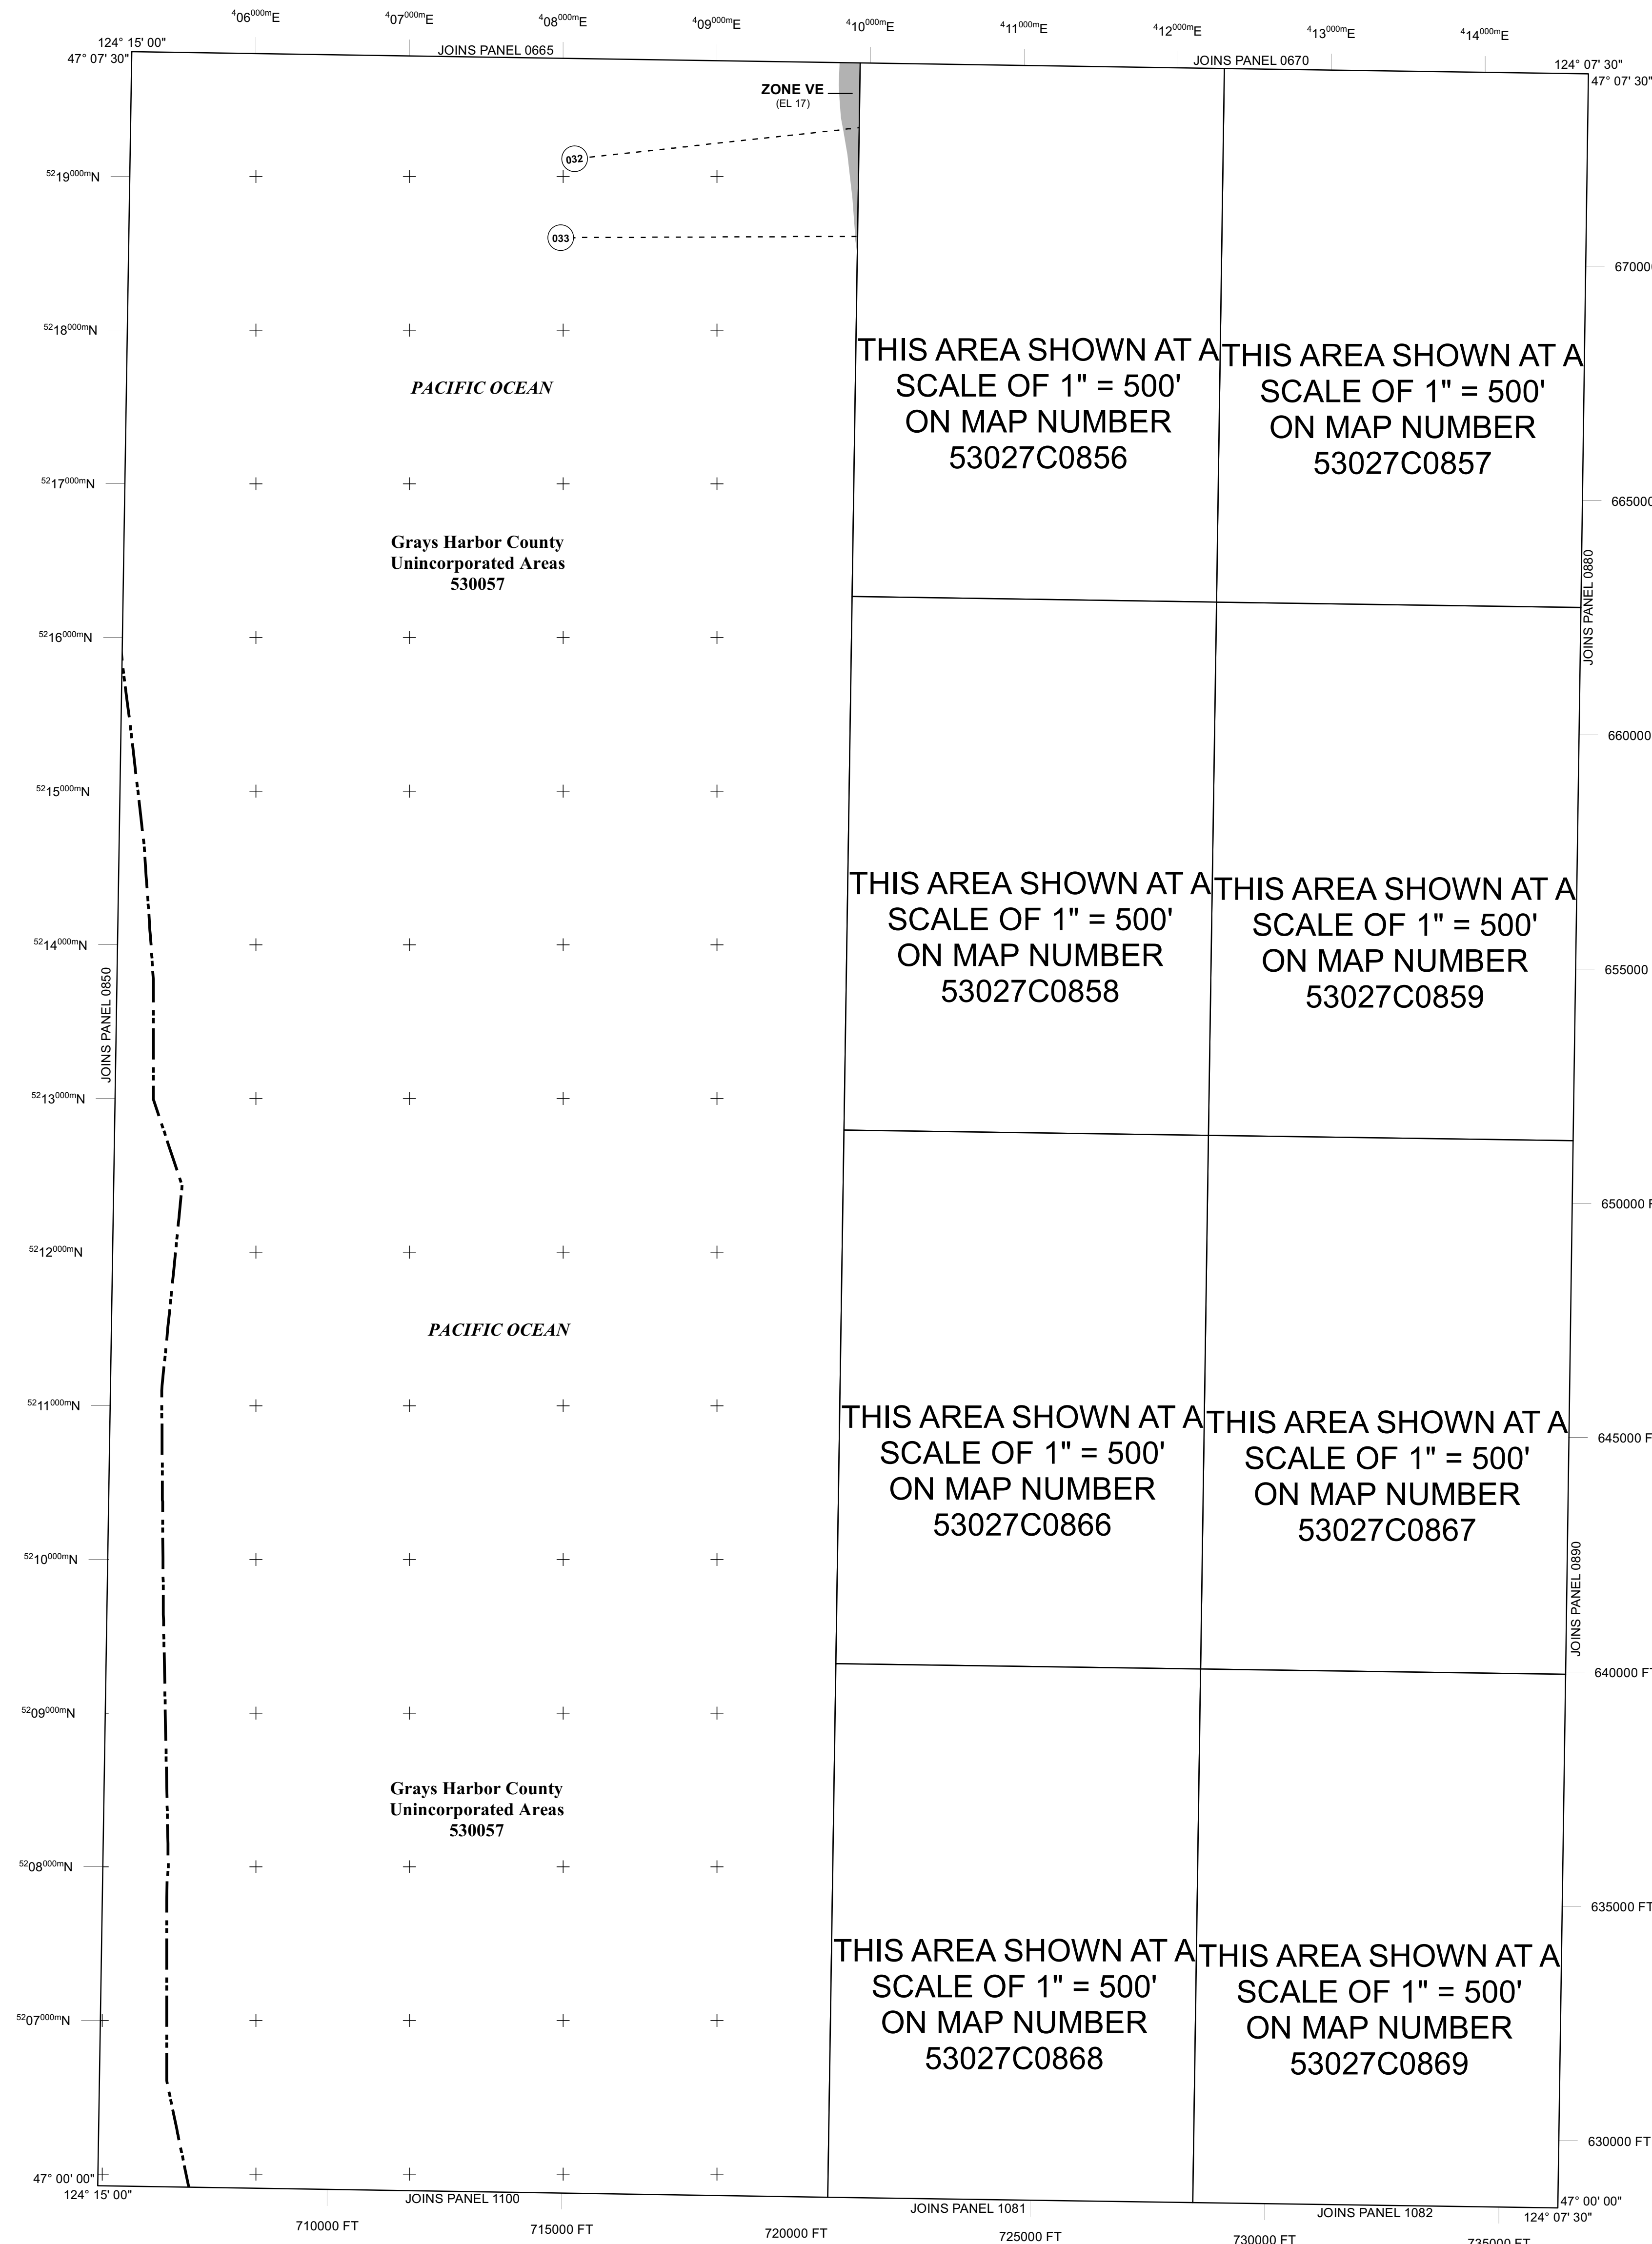 406000mE 407000mE 408000mE 409000mE 410000mE 411000mE 412000mE 413000mE 414000mE
124° 15' 00"
47° 07' 30"
JOINS PANEL 0665
JOINS PANEL 0670
124° 07' 30"
47° 07' 30"
ZONE VE
(EL 17)
032
5219000mN
033
670000
5218000mN
PACIFIC OCEAN
THIS AREA SHOWN AT A
SCALE OF 1" = 500'
ON MAP NUMBER
53027C0856
THIS AREA SHOWN AT A
SCALE OF 1" = 500'
ON MAP NUMBER
53027C0857
5217000mN
665000
Grays Harbor County
Unincorporated Areas
530057
JOINS PANEL 0880
5216000mN
660000
5215000mN
THIS AREA SHOWN AT A
SCALE OF 1" = 500'
ON MAP NUMBER
53027C0858
THIS AREA SHOWN AT A
SCALE OF 1" = 500'
ON MAP NUMBER
53027C0859
5214000mN
655000
JOINS PANEL 0850
5213000mN
650000 F
5212000mN
PACIFIC OCEAN
5211000mN
THIS AREA SHOWN AT A
SCALE OF 1" = 500'
ON MAP NUMBER
53027C0866
THIS AREA SHOWN AT A
SCALE OF 1" = 500'
ON MAP NUMBER
53027C0867
645000 F
5210000mN
JOINS PANEL 0890
640000 FT
5209000mN
Grays Harbor County
Unincorporated Areas
530057
5208000mN
635000 FT
THIS AREA SHOWN AT A
SCALE OF 1" = 500'
ON MAP NUMBER
53027C0868
THIS AREA SHOWN AT A
SCALE OF 1" = 500'
ON MAP NUMBER
53027C0869
5207000mN
630000 FT
47° 00' 00"
124° 15' 00"
JOINS PANEL 1100
JOINS PANEL 1081
JOINS PANEL 1082
47° 00' 00"
124° 07' 30"
710000 FT 715000 FT 720000 FT 725000 FT 730000 FT 735000 FT